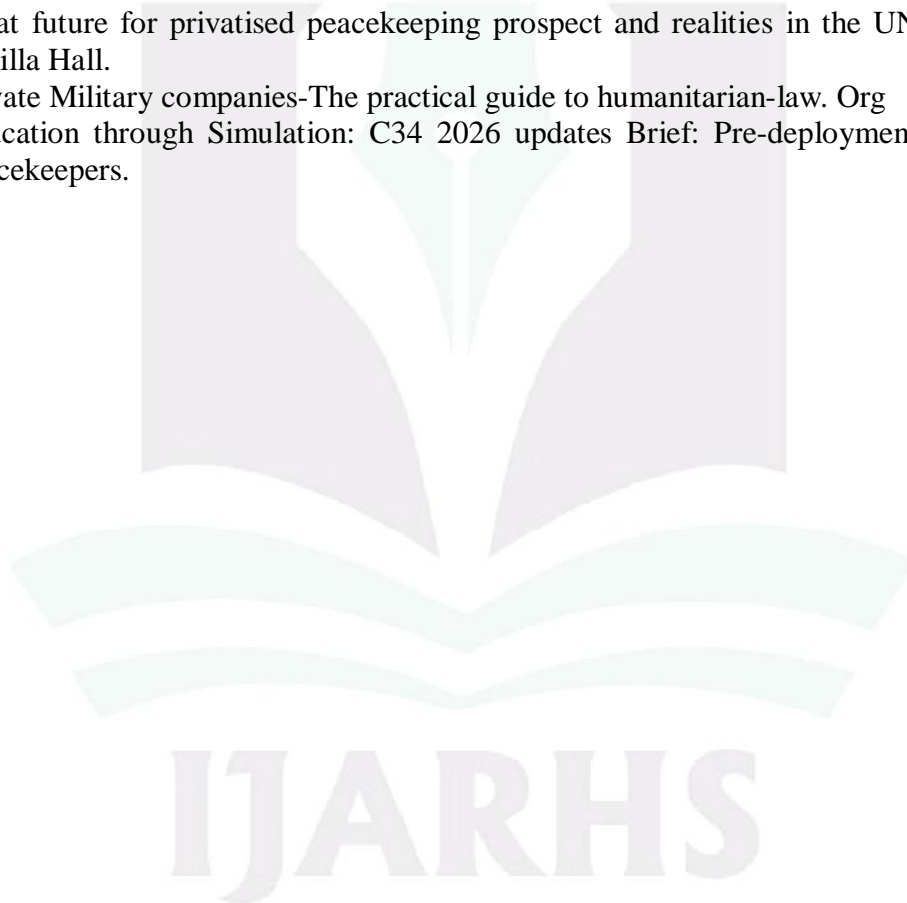 at future for privatised peacekeeping prospect and realities in the UN
illa Hall.
vate Military companies-The practical guide to humanitarian-law. Org
ucation through Simulation: C34 2026 updates Brief: Pre-deploymen
cekeepers.
IJARHS